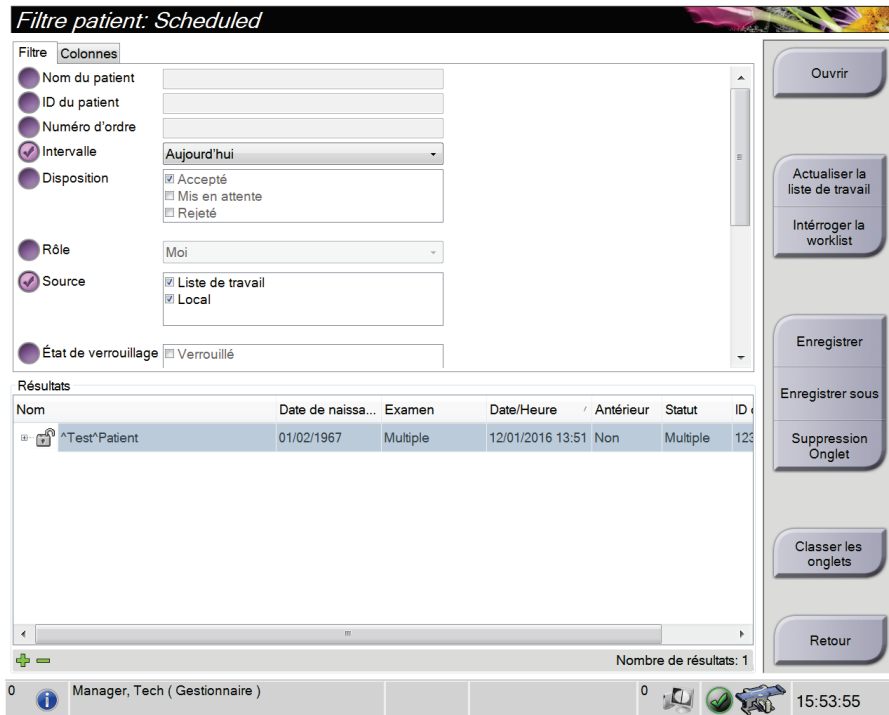 Filtre patient: Scheduled
Filtre Colonnes
Nom du patient
ID du patient
Numéro d'ordre
Intervalle Aujourd'hui
Disposition Accepté
Mis en attente
Rejeté
Rôle Moi
Source Liste de travail
Local
État de verrouillage Verrouillé
Résultats
Nom Date de naissa... Examen Date/Heure Antérieur Statut ID
^Test^Patient 01/02/1967 Multiple 12/01/2016 13:51 Non Multiple 123
Nombre de résultats: 1
Ouvrir
Actualiser la
liste de travail
Intérroger la
worklist
Enregistrer
Enregistrer sous
Suppression
Onglet
Classer les
onglets
Retour
0 Manager, Tech ( Gestionnaire ) 0 15:53:55